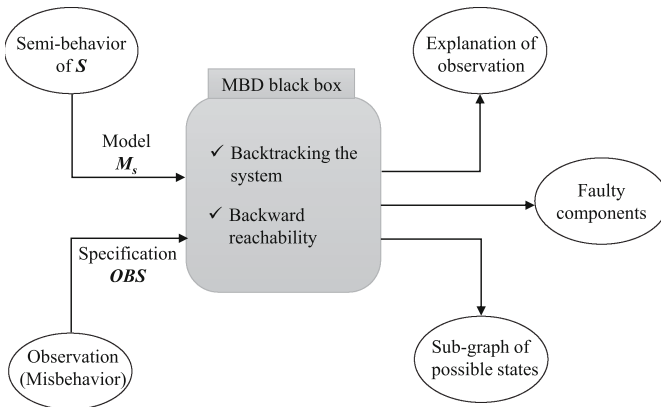 Semi-behavior
of S
Explanation of
observation
MBD black box
Model
Ms
✓ Backtracking the
system
✓ Backward
reachability
Faulty
components
Specification
OBS
Observation
(Misbehavior)
Sub-graph of
possible states